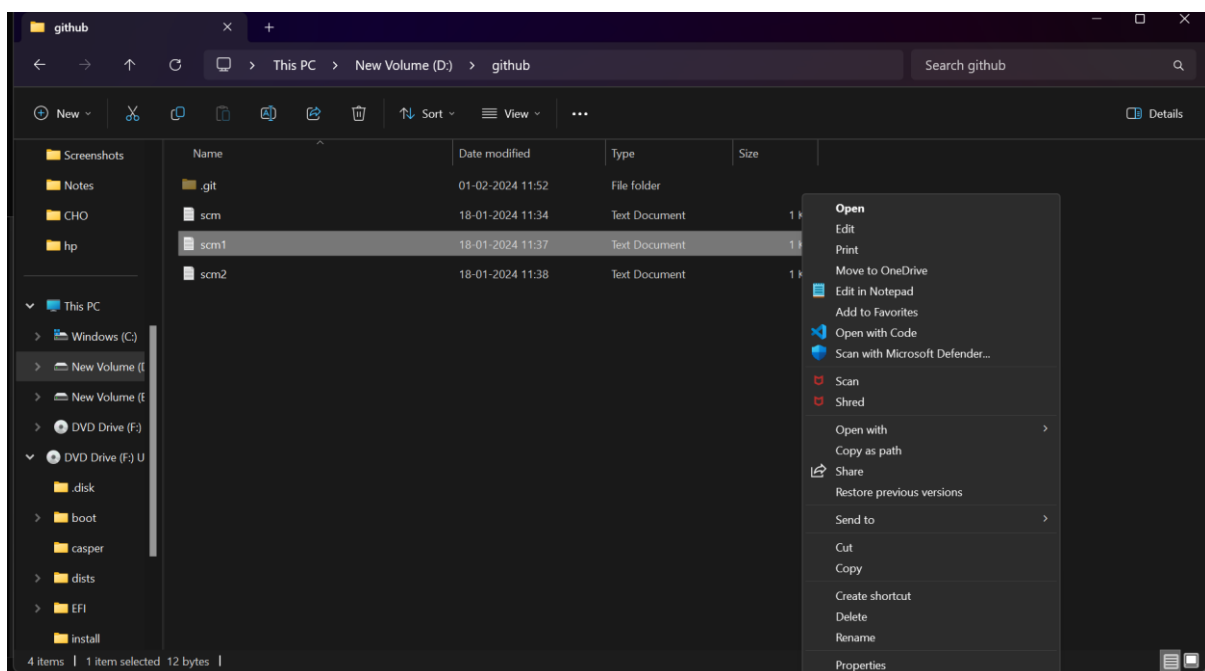 github
This PC > New Volume (D:) > github
Search github
New
Sort
View
Details
Screenshots
Notes
CHO
hp
This PC
Windows (C:)
New Volume (D
New Volume (E
DVD Drive (F:)
DVD Drive (F:) U
.disk
boot
casper
dists
EFI
install
Name Date modified Type Size
.git 01-02-2024 11:52 File folder
scm 18-01-2024 11:34 Text Document 1 K
scm1 18-01-2024 11:37 Text Document 1 K
scm2 18-01-2024 11:38 Text Document 1 K
Open
Edit
Print
Move to OneDrive
Edit in Notepad
Add to Favorites
Open with Code
Scan with Microsoft Defender...
Scan
Shred
Open with
Copy as path
Share
Restore previous versions
Send to
Cut
Copy
Create shortcut
Delete
Rename
Properties
4 items | 1 item selected 12 bytes |